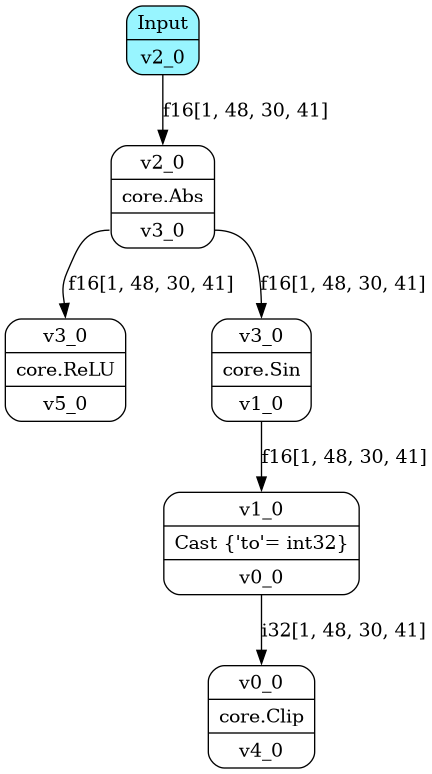 Input
v2_0
f16[1, 48, 30, 41]
v2_0
core.Abs
v3_0
f16[1, 48, 30, 41]
f16[1, 48, 30, 41]
v3_0
core.ReLU
v5_0
v3_0
core.Sin
v1_0
f16[1, 48, 30, 41]
v1_0
Cast {'to'= int32}
v0_0
i32[1, 48, 30, 41]
v0_0
core.Clip
v4_0